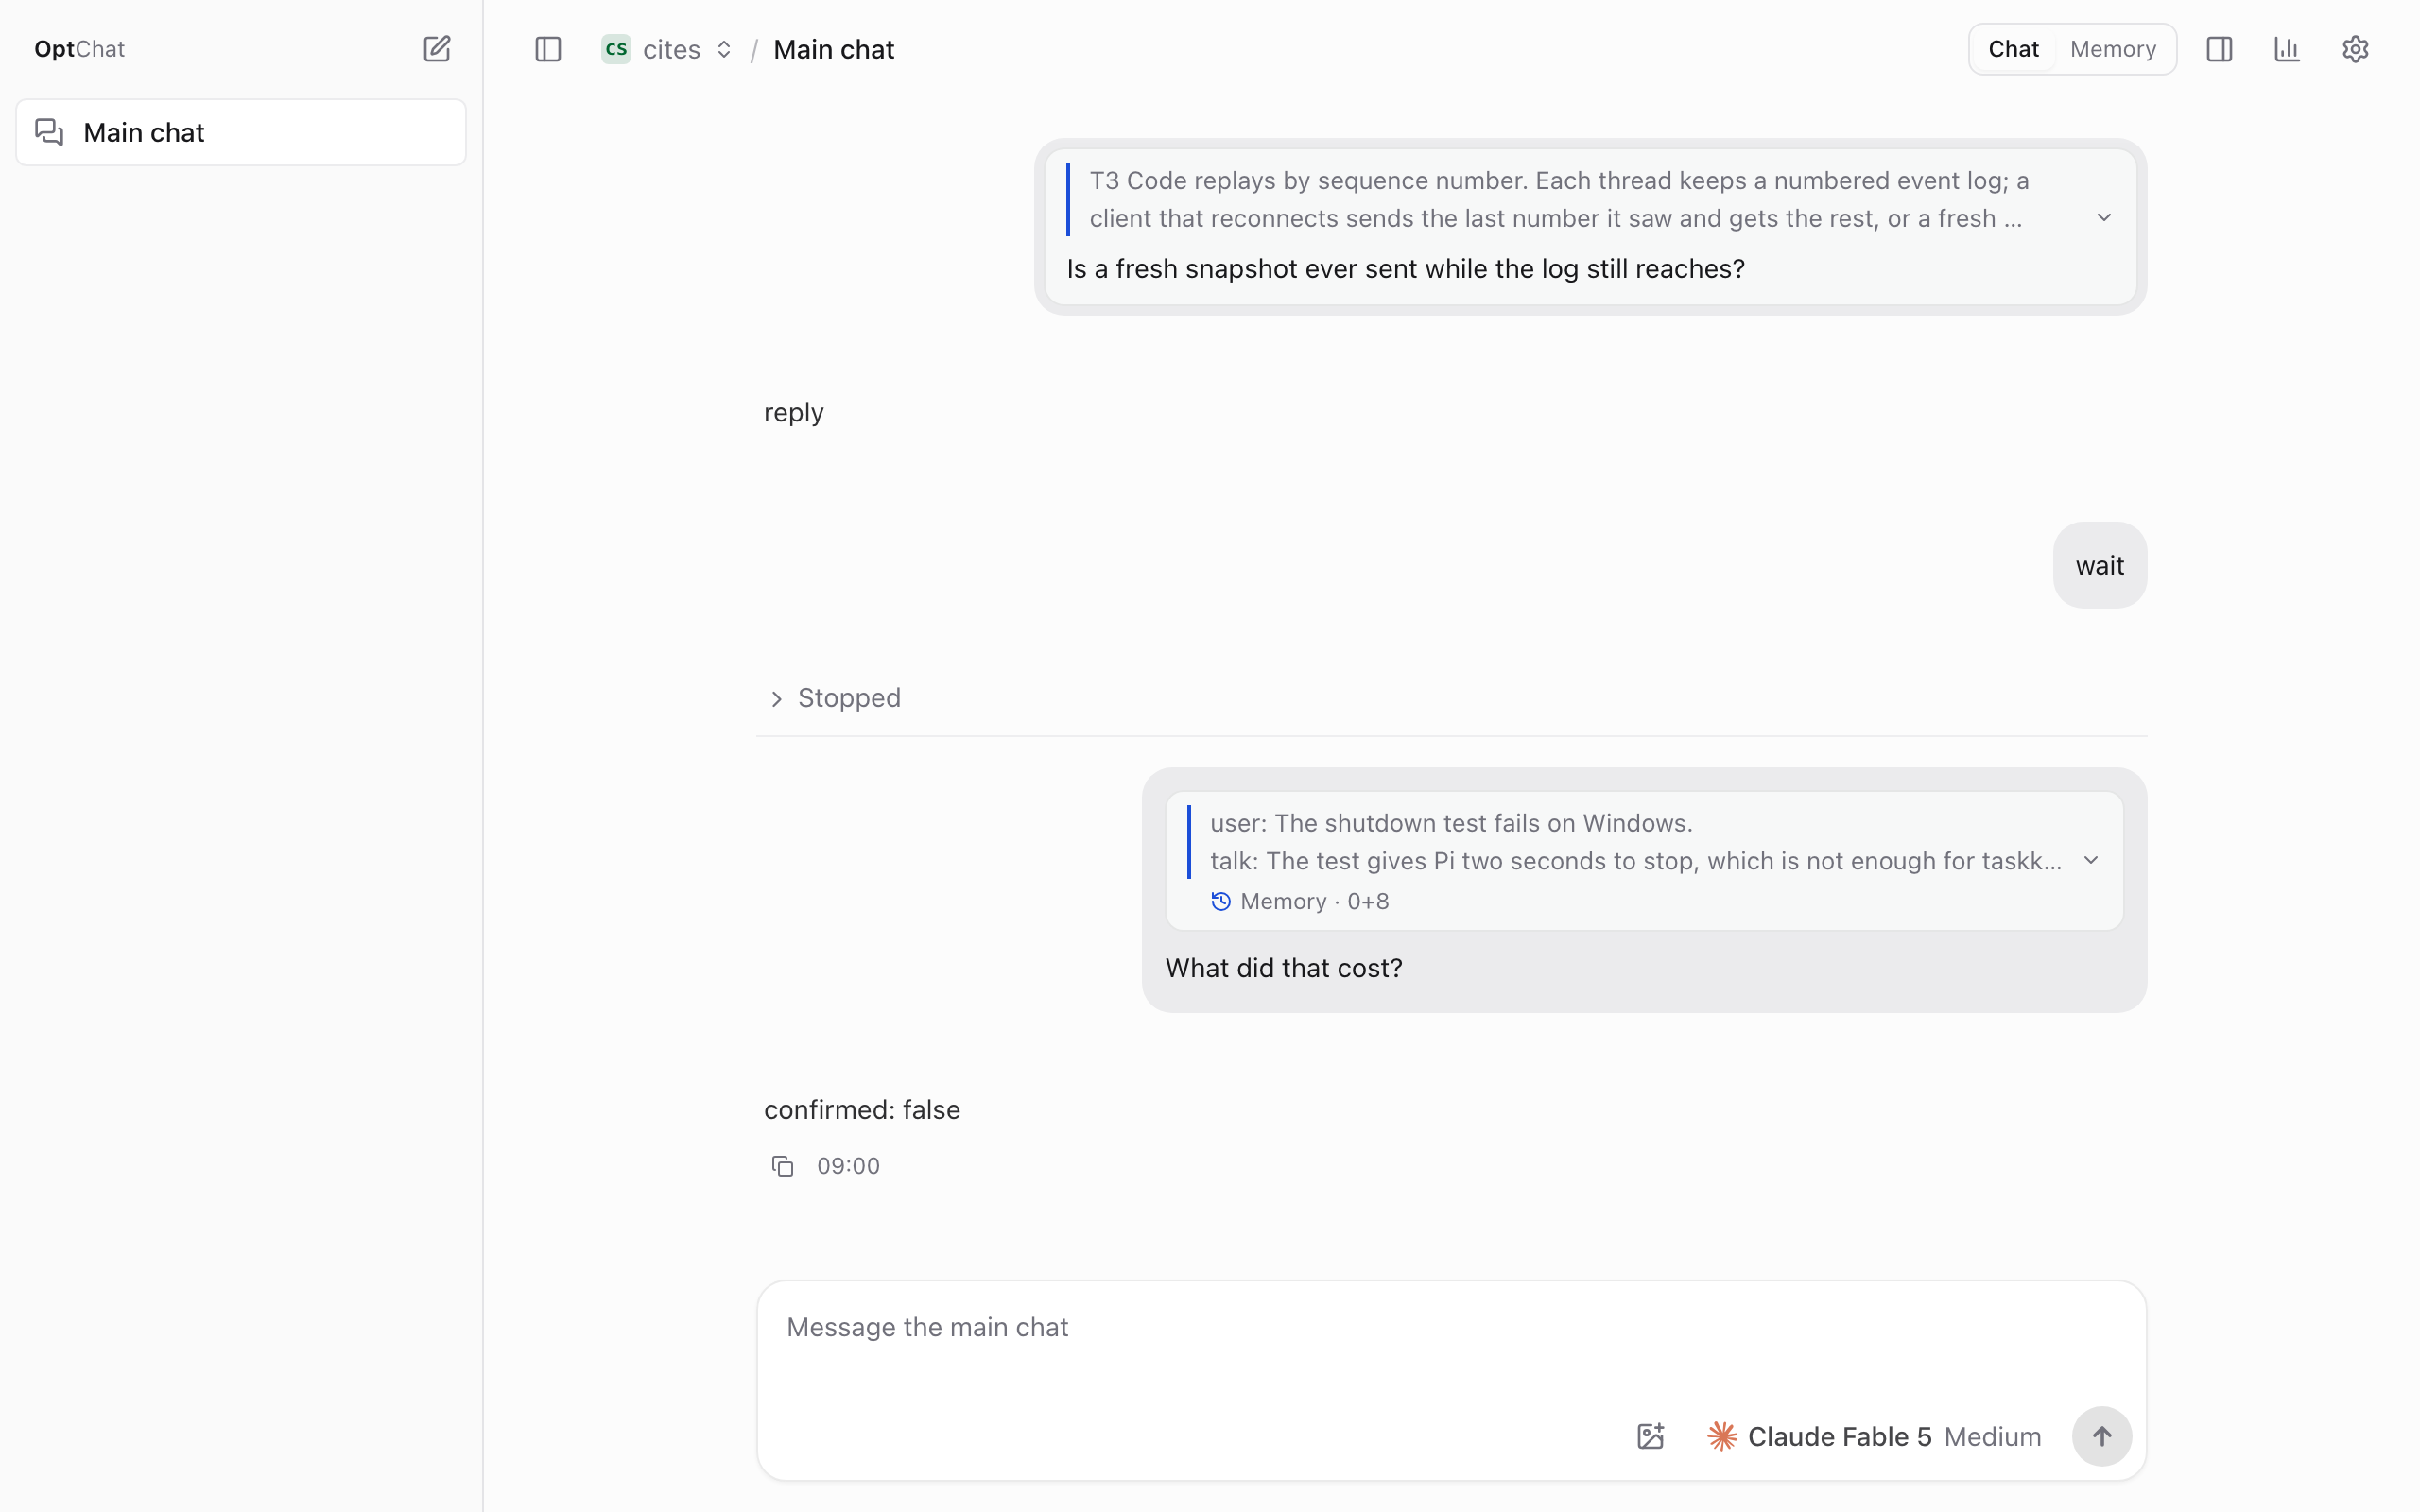 OptChat
CS cites / Main chat
Chat Memory
Main chat
T3 Code replays by sequence number. Each thread keeps a numbered event log; a
client that reconnects sends the last number it saw and gets the rest, or a fresh ...
Is a fresh snapshot ever sent while the log still reaches?
reply
wait
Stopped
user: The shutdown test fails on Windows.
talk: The test gives Pi two seconds to stop, which is not enough for taskk...
Memory · 0+8
What did that cost?
confirmed: false
09:00
Message the main chat
Claude Fable 5 Medium